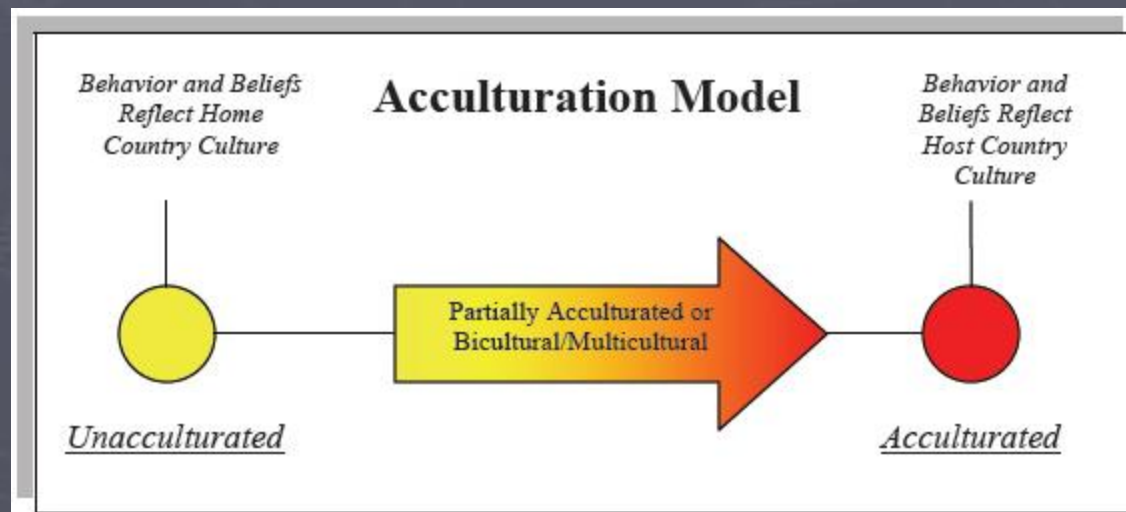 Acculturation Model
Behavior and Beliefs
Reflect Home
Country Culture
Behavior and
Beliefs Reflect
Host Country
Culture
Partially Acculturated or
Bicultural/Multicultural
Unacculturated
Acculturated